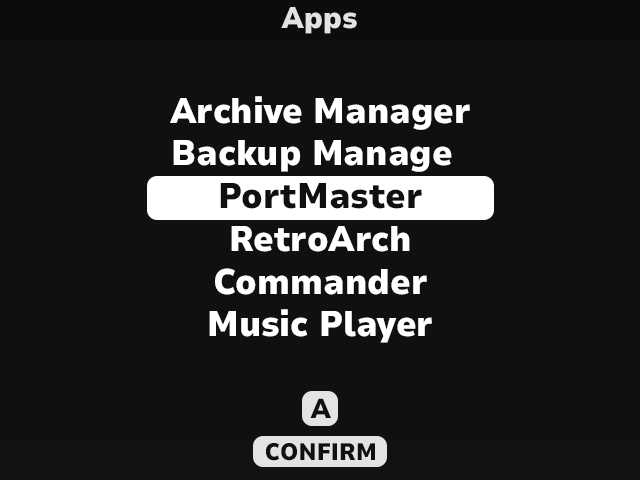 Apps
Archive Manager
Backup Manage
PortMaster
RetroArch
Commander
Music Player
A
CONFIRM